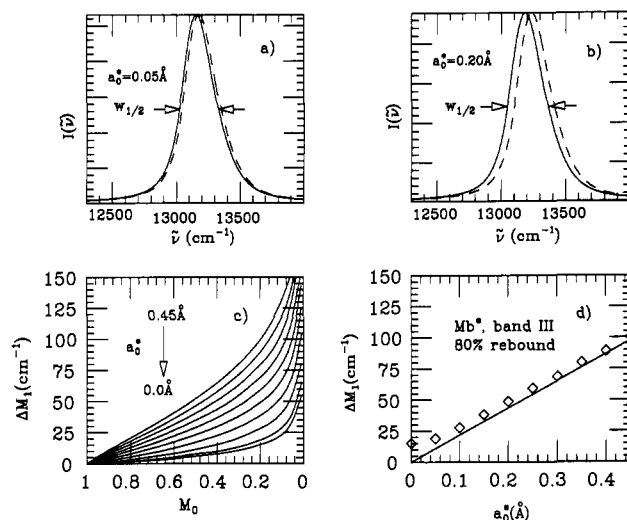 a)
a₀*=0.05Å
W₁/₂
I(ν̃)
12500 13000 13500
ν̃ (cm⁻¹)
b)
a₀*=0.20Å
W₁/₂
I(ν̃)
12500 13000 13500
ν̃ (cm⁻¹)
150
125
100
75
50
25
0
ΔM₁(cm⁻¹)
c)
0.45Å
a₀*
0.0Å
1 0.8 0.6 0.4 0.2 0
M₀
150
125
100
75
50
25
0
ΔM₁(cm⁻¹)
d)
Mb*, band III
80% rebound
0 0.1 0.2 0.3 0.4
a₀*(Å)